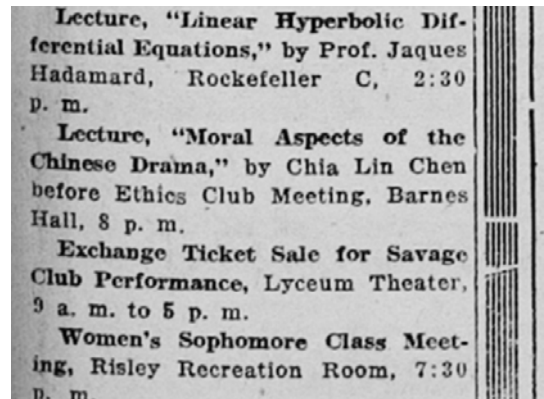 Lecture, "Linear Hyperbolic Dif-
ferential Equations," by Prof. Jaques
Hadamard, Rockefeller C, 2:30
p. m.
Lecture, "Moral Aspects of the
Chinese Drama," by Chia Lin Chen
before Ethics Club Meeting, Barnes
Hall, 8 p. m.
Exchange Ticket Sale for Savage
Club Performance, Lyceum Theater,
9 a. m. to 5 p. m.
Women's Sophomore Class Meet-
ing, Risley Recreation Room, 7:30
p. m.